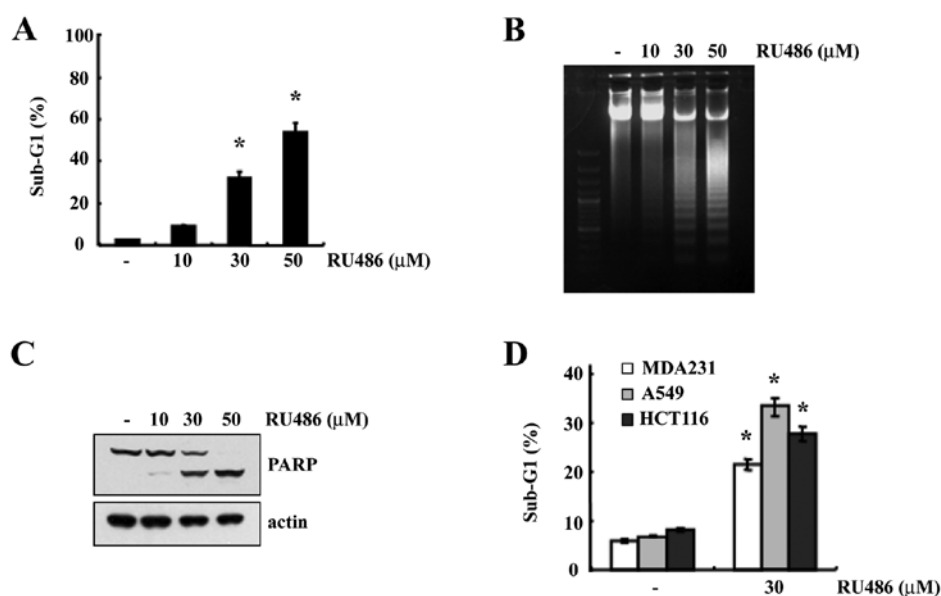 A
100
80
60
40
20
0
Sub-G1 (%)
*
*
- 10 30 50 RU486 (μM)
B
- 10 30 50 RU486 (μM)
C
- 10 30 50 RU486 (μM)
PARP
actin
D
MDA231
A549
HCT116
40
30
20
10
0
Sub-G1 (%)
*
*
*
- 30 RU486 (μM)